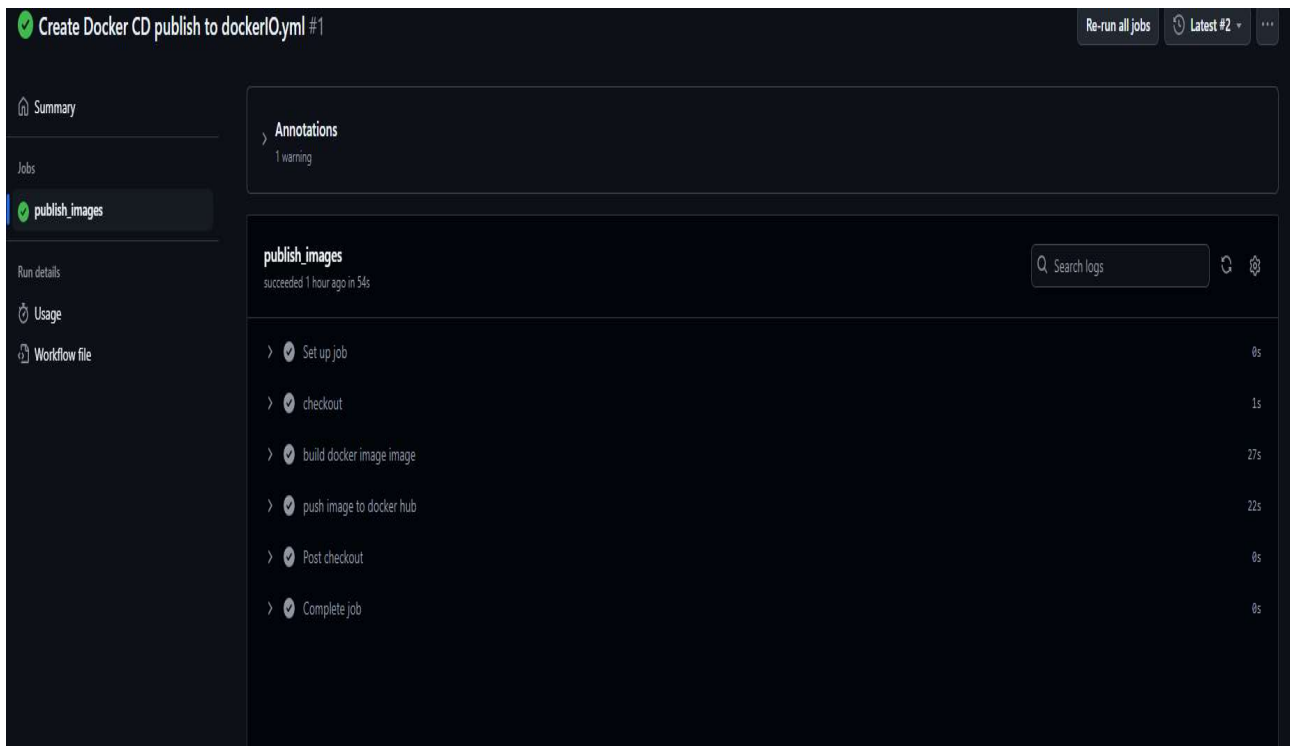 Create Docker CD publish to dockerIO.yml #1
Re-run all jobs
Latest #2
Summary
Jobs
publish_images
Run details
Usage
Workflow file
Annotations
1 warning
publish_images
succeeded 1 hour ago in 54s
Search logs
Set up job 0s
checkout 1s
build docker image image 27s
push image to docker hub 22s
Post checkout 0s
Complete job 0s